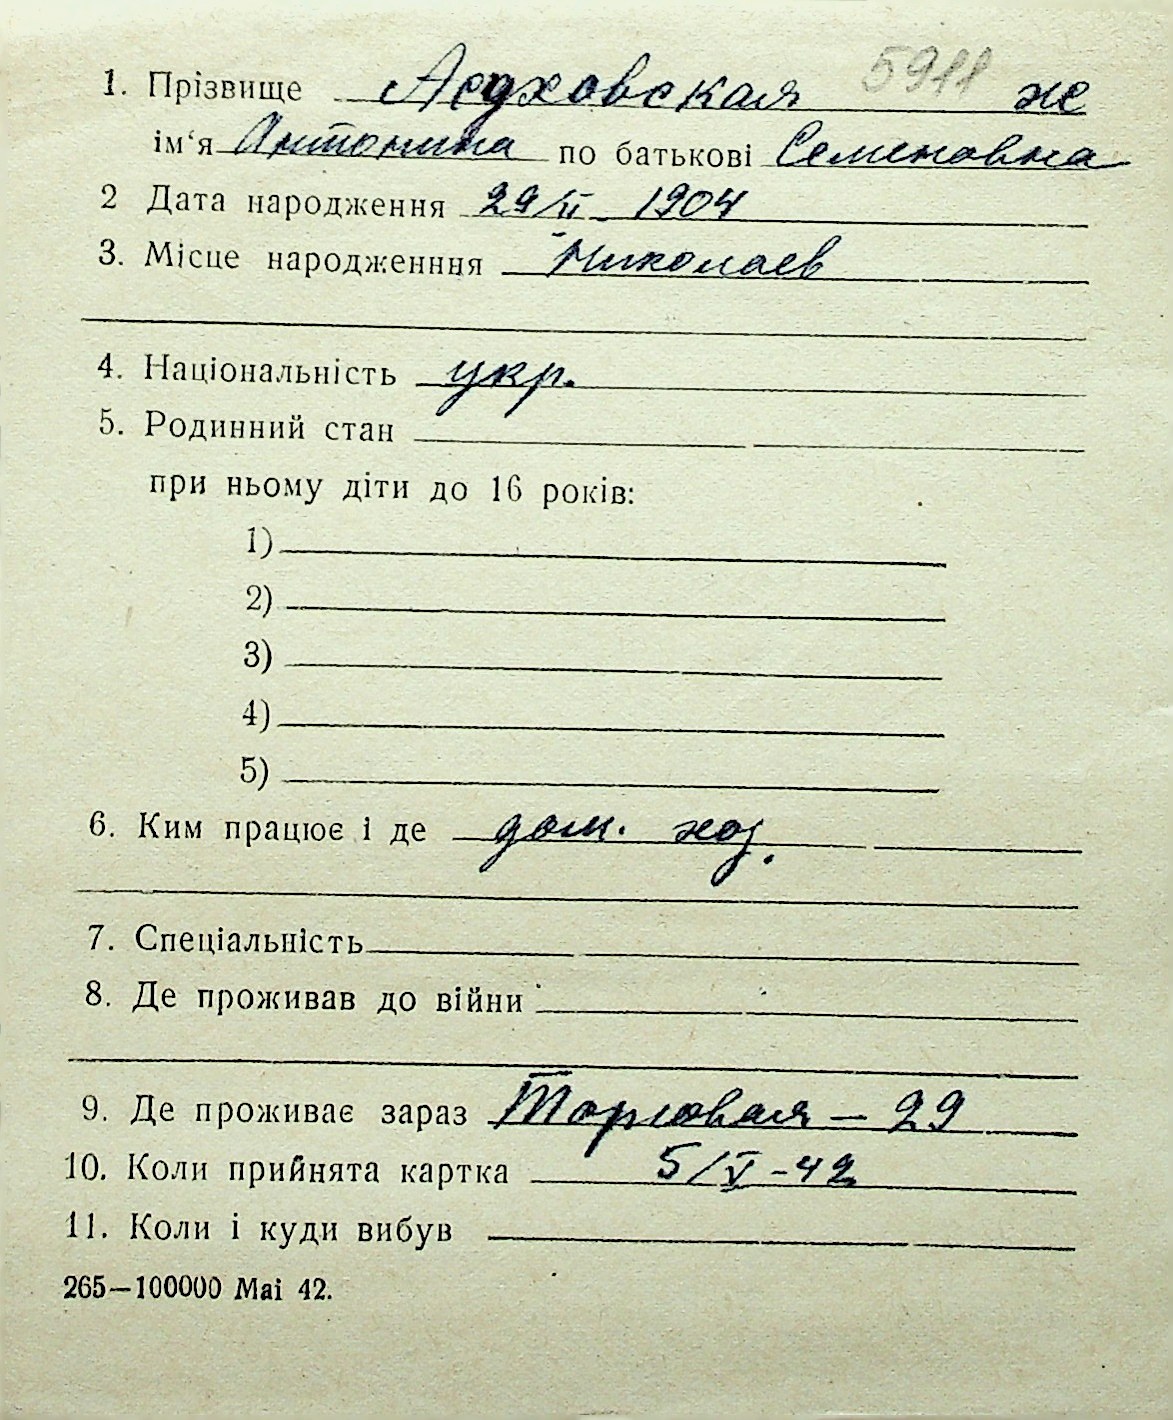 5911
1. Прізвище Асдховская же
ім‘я Антонина по батькові Семеновна
2 Дата народження 29/II - 1904
3. Місце народженння Николаев
4. Національність укр.
5. Родинний стан
при ньому діти до 16 років:
1)
2)
3)
4)
5)
6. Ким працює і де дом. хоз.
7. Спеціальність
8. Де проживав до війни
9. Де проживає зараз Торговая – 29
10. Коли прийнята картка 5/V-42
11. Коли і куди вибув
265—100000 Mai 42.